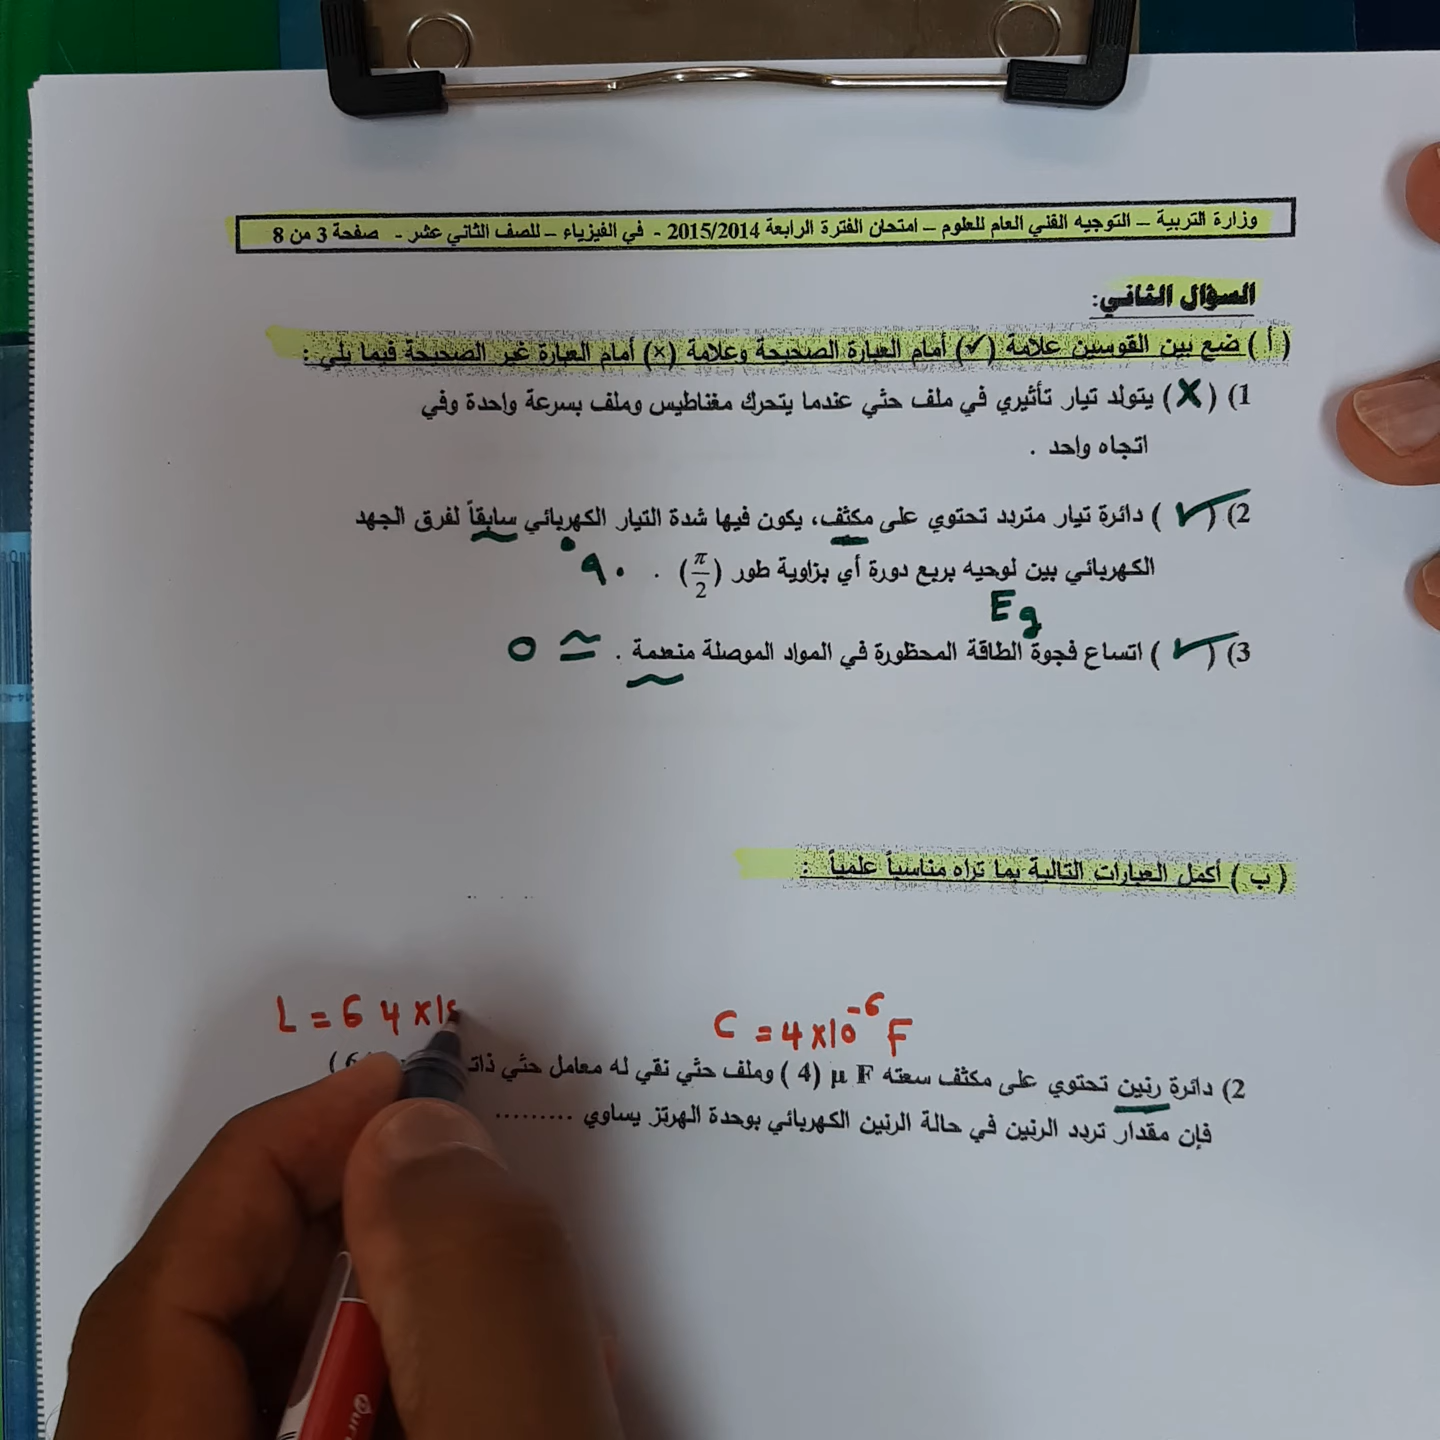 وزارة التربية – التوجيه الفني العام للعلوم – امتحان الفترة الرابعة 2015/2014 - في الفيزياء – للصف الثاني عشر - صفحة 3 من 8
السؤال الثاني:
( أ ) ضع بين القوسين علامة (✓) أمام العبارة الصحيحة وعلامة (×) أمام العبارة غير الصحيحة فيما يلي :
1) (X) يتولد تيار تأثيري في ملف حثي عندما يتحرك مغناطيس وملف بسرعة واحدة وفي
اتجاه واحد .
2) (✓) دائرة تيار متردد تحتوي على مكثف، يكون فيها شدة التيار الكهربائي سابقاً لفرق الجهد
الكهربائي بين لوحيه بربع دورة أي بزاوية طور (π/2) . ٩٠°
Eg
3) (✓) اتساع فجوة الطاقة المحظورة في المواد الموصلة منعدمة . ≃ 0
( ب ) أكمل العبارات التالية بما تراه مناسباً علمياً :
C = 4 x10⁻⁶ F
L = 64 x10
2) دائرة رنين تحتوي على مكثف سعته μ F (4 ) وملف حثي نقي له معامل حثي
فإن مقدار تردد الرنين في حالة الرنين الكهربائي بوحدة الهرتز يساوي .........